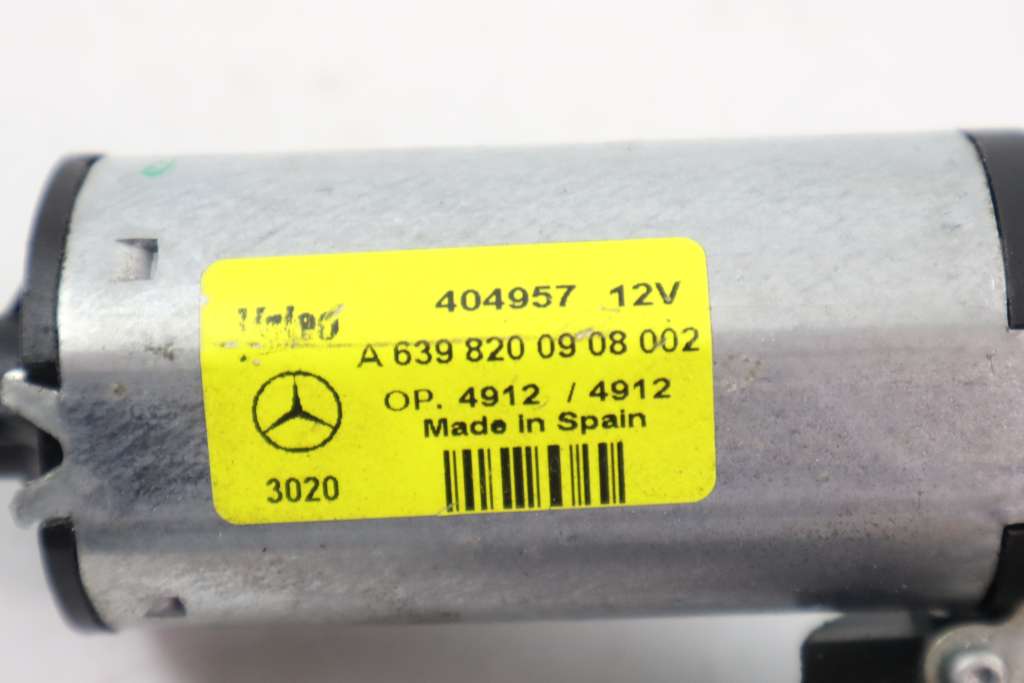 Valeo 404957 12V
A 639 820 09 08 002
OP. 4912 / 4912
Made in Spain
3020